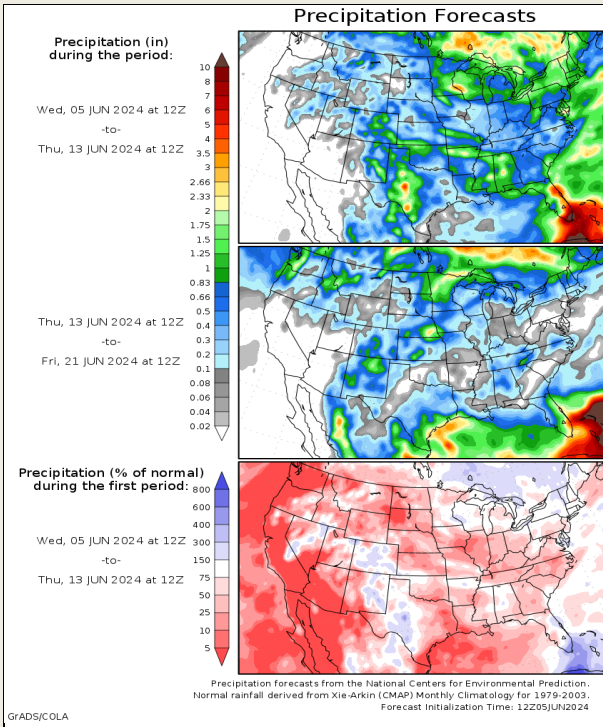 Precipitation Forecasts
Precipitation (in)
during the period:
Wed, 05 JUN 2024 at 12Z
-to-
Thu, 13 JUN 2024 at 12Z
Thu, 13 JUN 2024 at 12Z
-to-
Fri, 21 JUN 2024 at 12Z
10
8
7
6
5
4
3.5
3
2.66
2.33
2
1.75
1.5
1.25
1
0.83
0.66
0.5
0.4
0.3
0.2
0.1
0.08
0.06
0.04
0.02
Precipitation (% of normal)
during the first period:
Wed, 05 JUN 2024 at 12Z
-to-
Thu, 13 JUN 2024 at 12Z
800
600
400
300
150
75
50
25
10
5
Precipitation forecasts from the National Centers for Environmental Prediction.
Normal rainfall derived from Xie-Arkin (CMAP) Monthly Climatology for 1979-2003.
Forecast Initialization Time: 12Z05JUN2024
GrADS/COLA